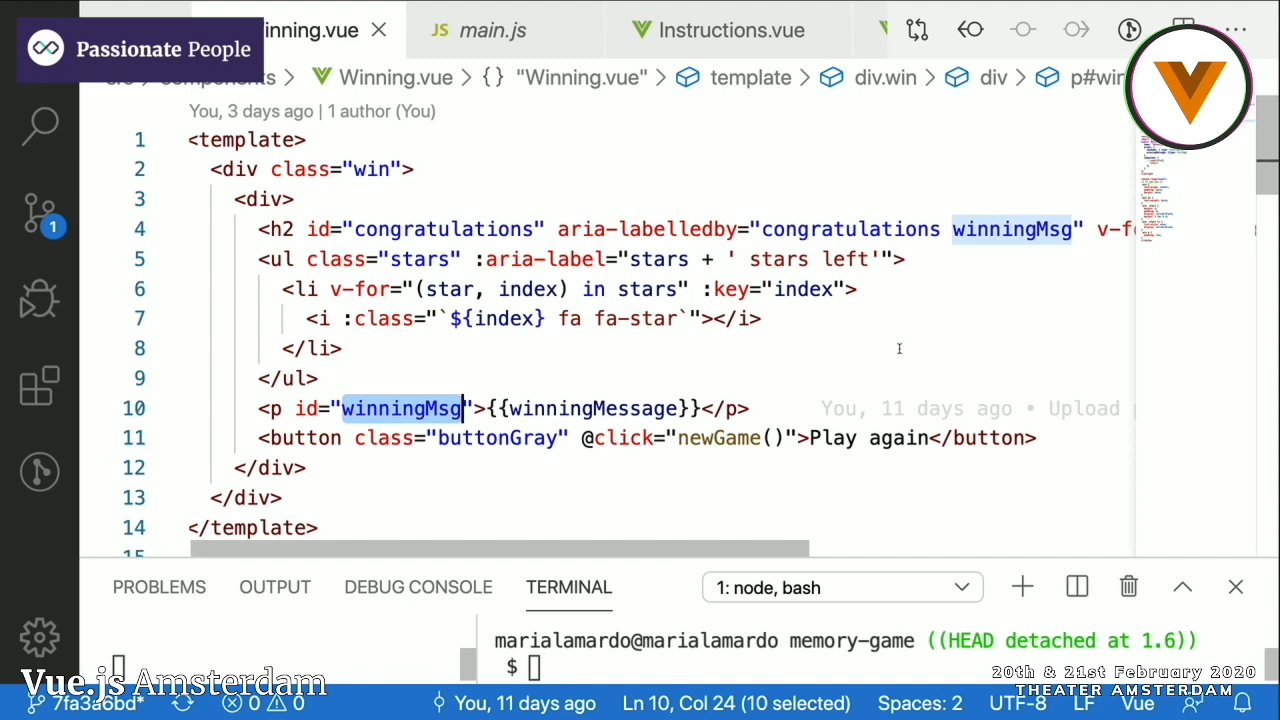 Winning.vue
JS main.js
Instructions.vue
Passionate People
components > Winning.vue > {} "Winning.vue" > template > div.win > div >
You, 3 days ago | 1 author (You)
1 <template>
2 <div class="win">
3 <div>
4 <h2 id="congratulations" aria-labelledby="congratulations winningMsg"
5 <ul class="stars" :aria-label="stars + ' stars left'">
6 <li v-for="(star, index) in stars" :key="index">
7 <i :class="`${index} fa fa-star`"></i>
8 </li>
9 </ul>
10 <p id="winningMsg">{{winningMessage}}</p> You, 11 days ago • Upload
11 <button class="buttonGray" @click="newGame()">Play again</button>
12 </div>
13 </div>
14 </template>
15
1
PROBLEMS OUTPUT DEBUG CONSOLE TERMINAL 1: node, bash
marialamardo@marialamardo memory-game ((HEAD detached at 1.6))
$
Vue.js Amsterdam
20th & 21st February 2020
THEATER AMSTERDAM
7fa3a6bd* 0 0 You, 11 days ago Ln 10, Col 24 (10 selected) Spaces: 2 UTF-8 LF Vue